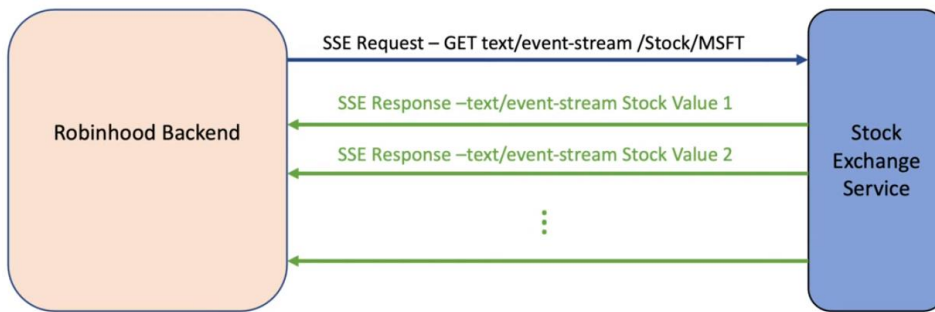 SSE Request – GET text/event-stream /Stock/MSFT
SSE Response –text/event-stream Stock Value 1
Robinhood Backend
SSE Response –text/event-stream Stock Value 2
Stock
Exchange
Service